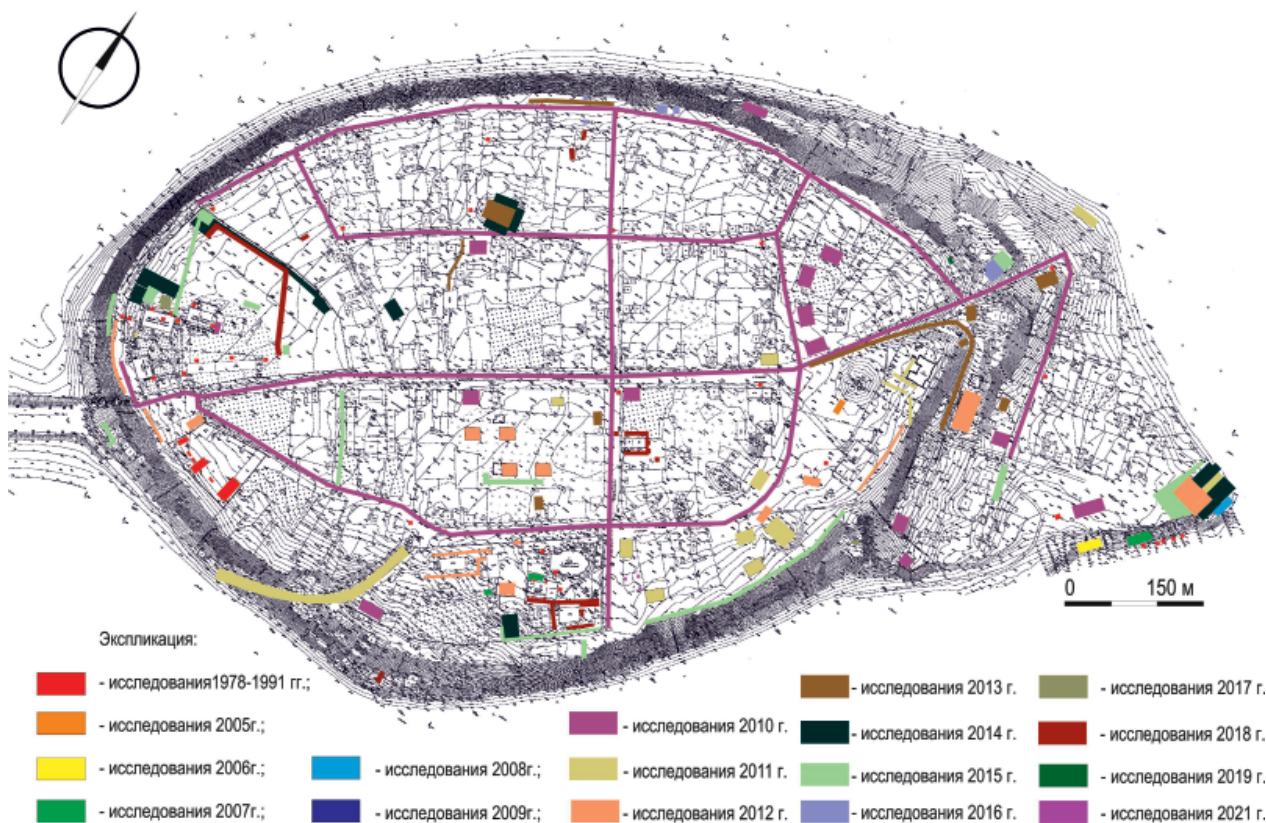 0 150 м
Экспликация:
- исследования1978-1991 гг.;
- исследования 2005г.;
- исследования 2006г.;
- исследования 2007г.;
- исследования 2008г.;
- исследования 2009г.;
- исследования 2010 г.
- исследования 2011 г.
- исследования 2012 г.
- исследования 2013 г.
- исследования 2014 г.
- исследования 2015 г.
- исследования 2016 г.
- исследования 2017 г.
- исследования 2018 г.
- исследования 2019 г.
- исследования 2021 г.